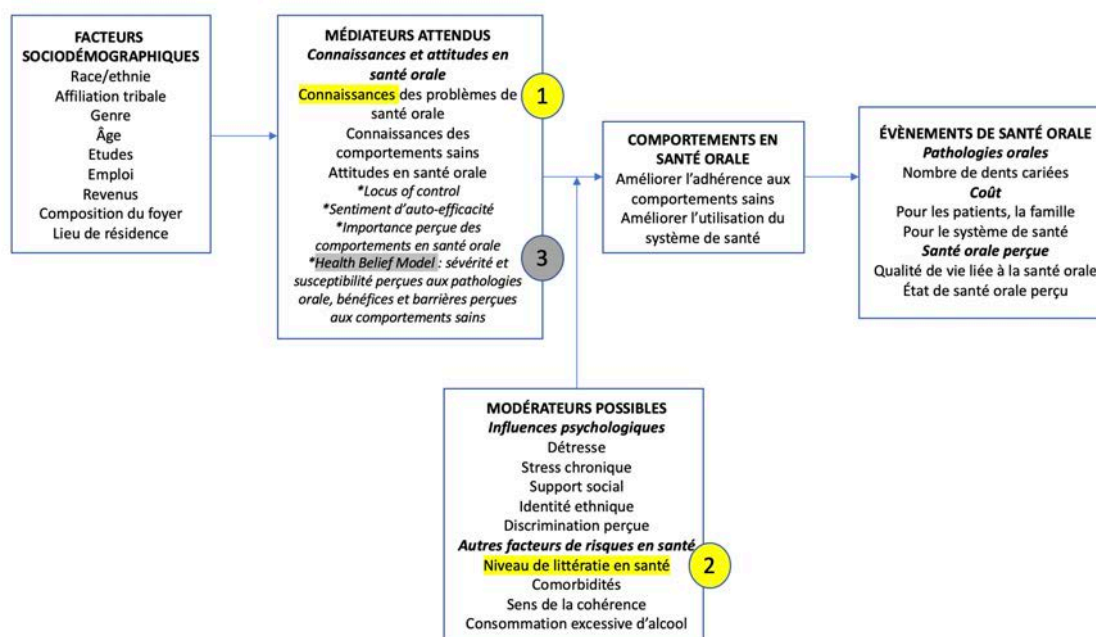 FACTEURS
SOCIODÉMOGRAPHIQUES
Race/ethnie
Affiliation tribale
Genre
Âge
Etudes
Emploi
Revenus
Composition du foyer
Lieu de résidence
MÉDIATEURS ATTENDUS
Connaissances et attitudes en
santé orale
Connaissances des problèmes de
santé orale
Connaissances des
comportements sains
Attitudes en santé orale
*Locus of control
*Sentiment d'auto-efficacité
*Importance perçue des
comportements en santé orale
*Health Belief Model : sévérité et
susceptibilité perçues aux pathologies
orale, bénéfices et barrières perçues
aux comportements sains
1
3
COMPORTEMENTS EN
SANTÉ ORALE
Améliorer l'adhérence aux
comportements sains
Améliorer l'utilisation du
système de santé
ÉVÈNEMENTS DE SANTÉ ORALE
Pathologies orales
Nombre de dents cariées
Coût
Pour les patients, la famille
Pour le système de santé
Santé orale perçue
Qualité de vie liée à la santé orale
État de santé orale perçu
MODÉRATEURS POSSIBLES
Influences psychologiques
Détresse
Stress chronique
Support social
Identité ethnique
Discrimination perçue
Autres facteurs de risques en santé
Niveau de littératie en santé
Comorbidités
Sens de la cohérence
Consommation excessive d'alcool
2